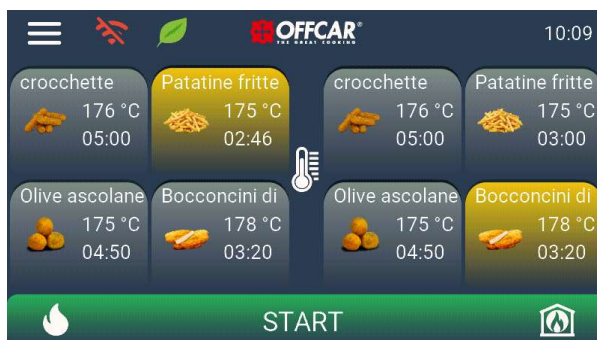 OFFCAR®
THE GREAT COOKING
10:09
crocchette
176 °C
05:00
Patatine fritte
175 °C
02:46
crocchette
176 °C
05:00
Patatine fritte
175 °C
03:00
Olive ascolane
175 °C
04:50
Bocconcini di
178 °C
03:20
Olive ascolane
175 °C
04:50
Bocconcini di
178 °C
03:20
START